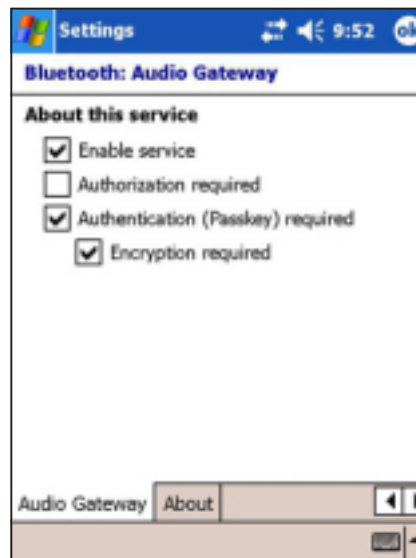 Settings 9:52 ok
Bluetooth: Audio Gateway
About this service
Enable service
Authorization required
Authentication (Passkey) required
Encryption required
Audio Gateway About